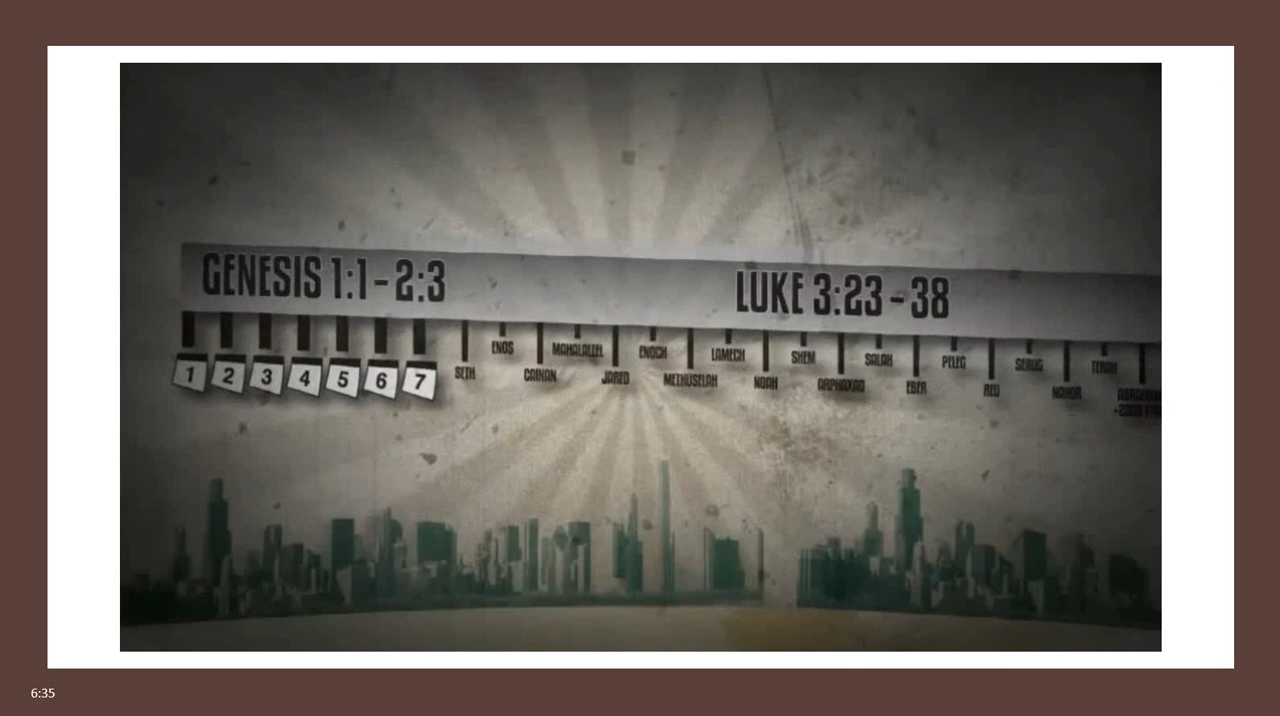 GENESIS 1:1-2:3
LUKE 3:23-38
1 2 3 4 5 6 7
SETH
ENOS
CAINAN
MAHALALEEL
JARED
ENOCH
METHUSELAH
LAMECH
NOAH
SHEM
ARPHAXAD
SALAH
EBER
PELEG
REU
SERUG
NAHOR
TERAH
6:35